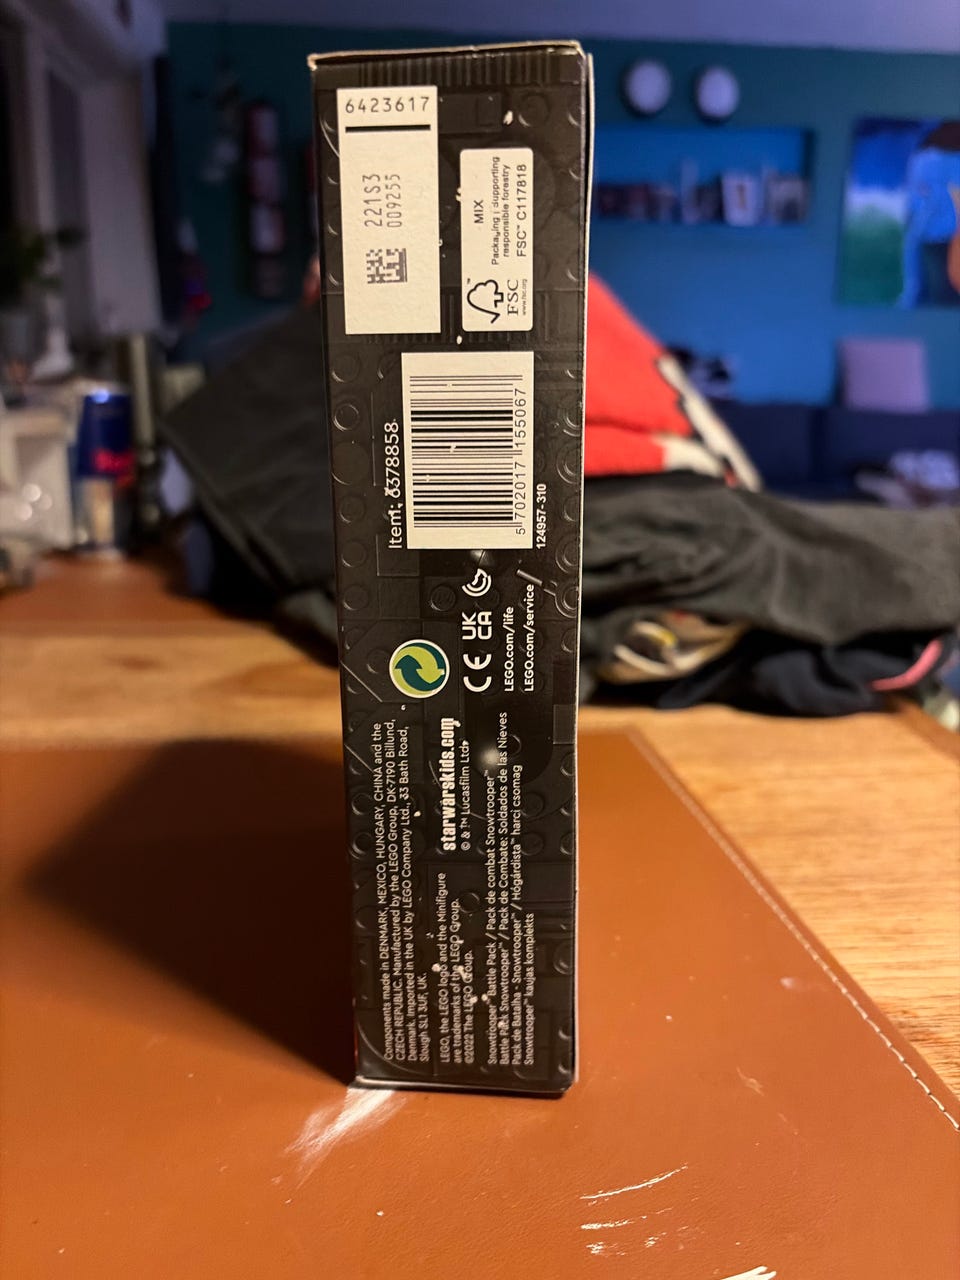 6423617
221S3
009255
MIX
Packaging | Supporting
responsible forestry
FSC™ C117818
FSC
www.fsc.org
Item: 6378858
5 702017 155067
124957-310
CE
UK
CA
LEGO.com/life
LEGO.com/service/
starwarskids.com
© & ™ Lucasfilm Ltd.
Components made in DENMARK, MEXICO, HUNGARY, CHINA and the
CZECH REPUBLIC. Manufactured by the LEGO Group, DK-7190 Billund,
Denmark. Imported in the UK by LEGO Company Ltd., 33 Bath Road,
Slough SL1 3UF, UK.
LEGO, the LEGO logo and the Minifigure
are trademarks of the LEGO Group.
©2022 The LEGO Group.
Snowtrooper™ Battle Pack / Pack de combat Snowtrooper™
Battle Pack Snowtrooper™ / Pack de Combate: Soldados de las Nieves
Pack de Batalha - Snowtrooper™ / Hógárdista™ harci csomag
Snowtrooper™ kaujas komplekts